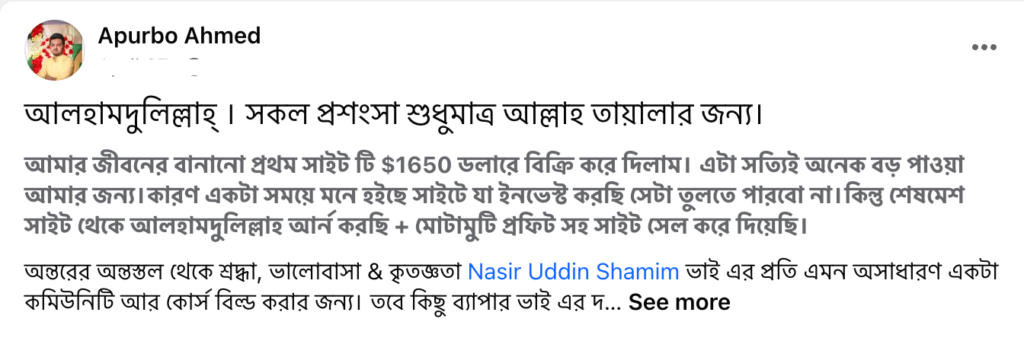 Apurbo Ahmed
আলহামদুলিল্লাহ্ । সকল প্রশংসা শুধুমাত্র আল্লাহ তায়ালার জন্য।
আমার জীবনের বানানো প্রথম সাইট টি $1650 ডলারে বিক্রি করে দিলাম। এটা সত্যিই অনেক বড় পাওয়া
আমার জন্য।কারণ একটা সময়ে মনে হইছে সাইটে যা ইনভেস্ট করছি সেটা তুলতে পারবো না।কিন্তু শেষমেশ
সাইট থেকে আলহামদুলিল্লাহ আর্ন করছি + মোটামুটি প্রফিট সহ সাইট সেল করে দিয়েছি।
অন্তরের অন্তস্তল থেকে শ্রদ্ধা, ভালোবাসা & কৃতজ্ঞতা Nasir Uddin Shamim ভাই এর প্রতি এমন অসাধারণ একটা
কমিউনিটি আর কোর্স বিল্ড করার জন্য। তবে কিছু ব্যাপার ভাই এর দ... See more